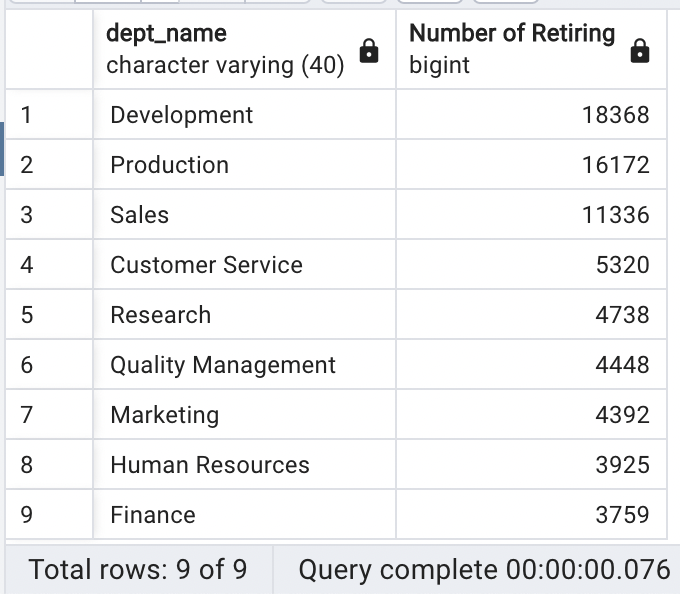 dept_name Number of Retiring
character varying (40) bigint
1 Development 18368
2 Production 16172
3 Sales 11336
4 Customer Service 5320
5 Research 4738
6 Quality Management 4448
7 Marketing 4392
8 Human Resources 3925
9 Finance 3759
Total rows: 9 of 9 Query complete 00:00:00.076